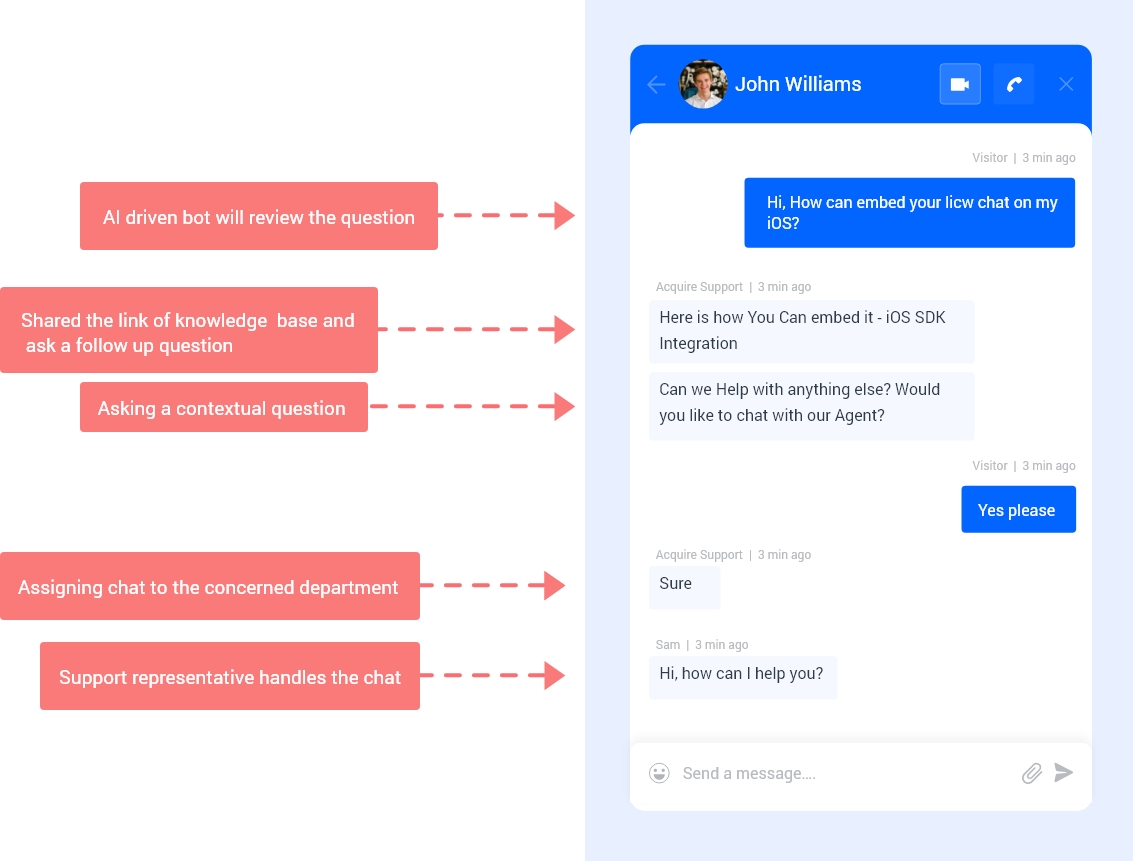 John Williams
Visitor | 3 min ago
AI driven bot will review the question
Hi, How can embed your licw chat on my
iOS?
Acquire Support | 3 min ago
Shared the link of knowledge base and
ask a follow up question
Here is how You Can embed it - iOS SDK
Integration
Asking a contextual question
Can we Help with anything else? Would
you like to chat with our Agent?
Visitor | 3 min ago
Yes please
Acquire Support | 3 min ago
Assigning chat to the concerned department
Sure
Sam | 3 min ago
Support representative handles the chat
Hi, how can I help you?
Send a message....